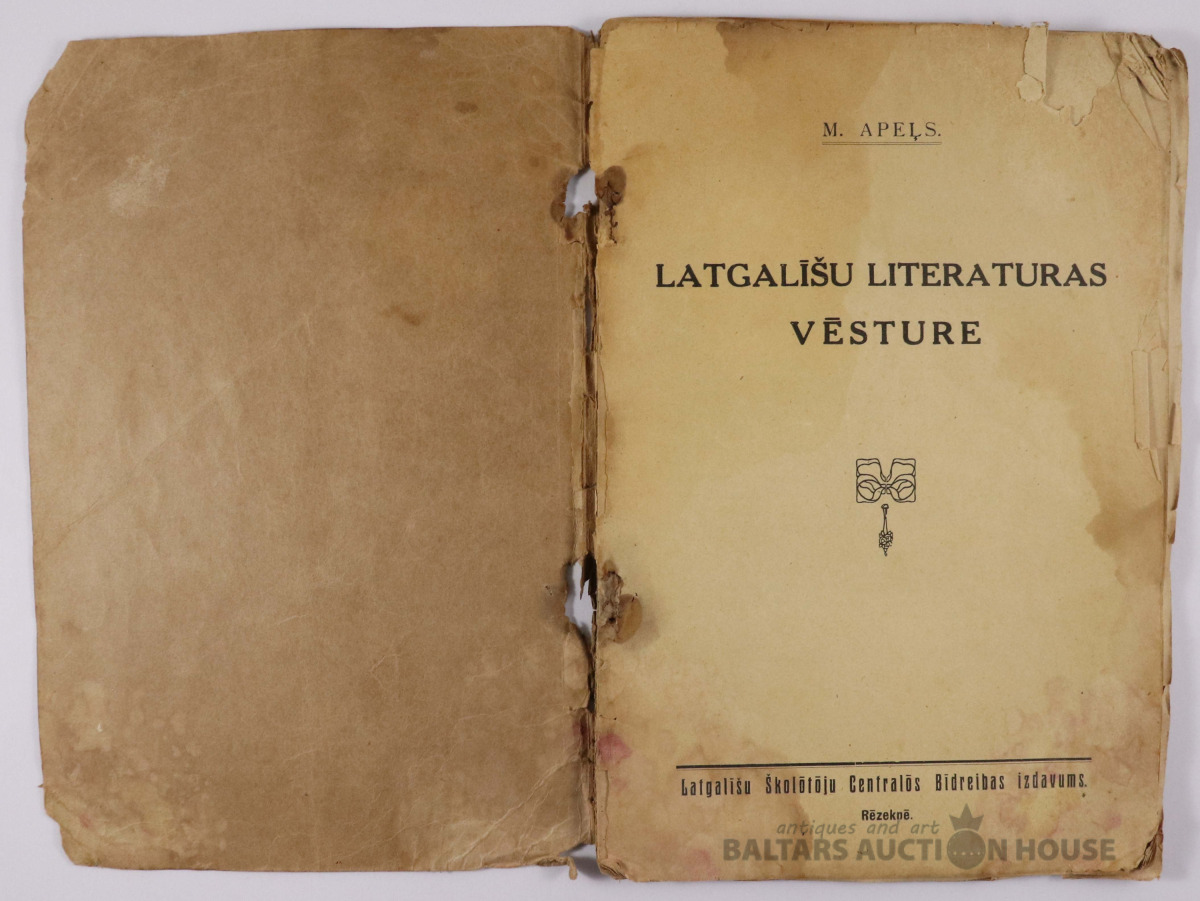 M. APEĻS.
LATGALĪŠU LITERATURAS
VĒSTURE
Latgalīšu Školōtōju Centralōs Bīdreibas izdavums.
Rēzeknē.
antiques and art
BALTARS AUCTION HOUSE